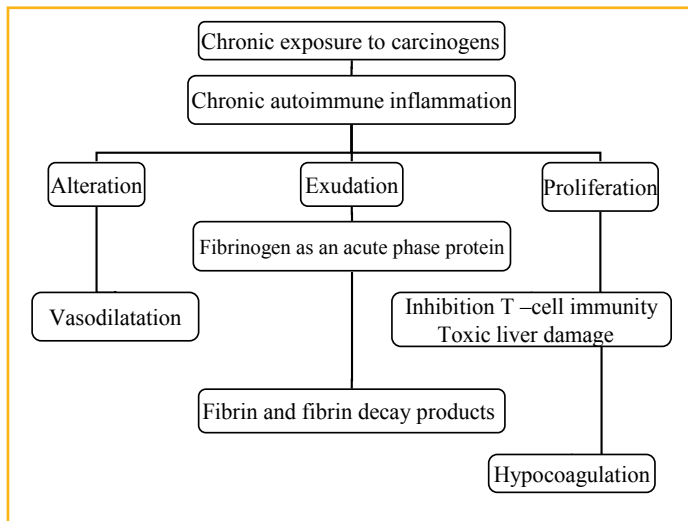 Chronic exposure to carcinogens
Chronic autoimmune inflammation
Alteration
Exudation
Proliferation
Fibrinogen as an acute phase protein
Vasodilatation
Inhibition T –cell immunity
Toxic liver damage
Fibrin and fibrin decay products
Hypocoagulation